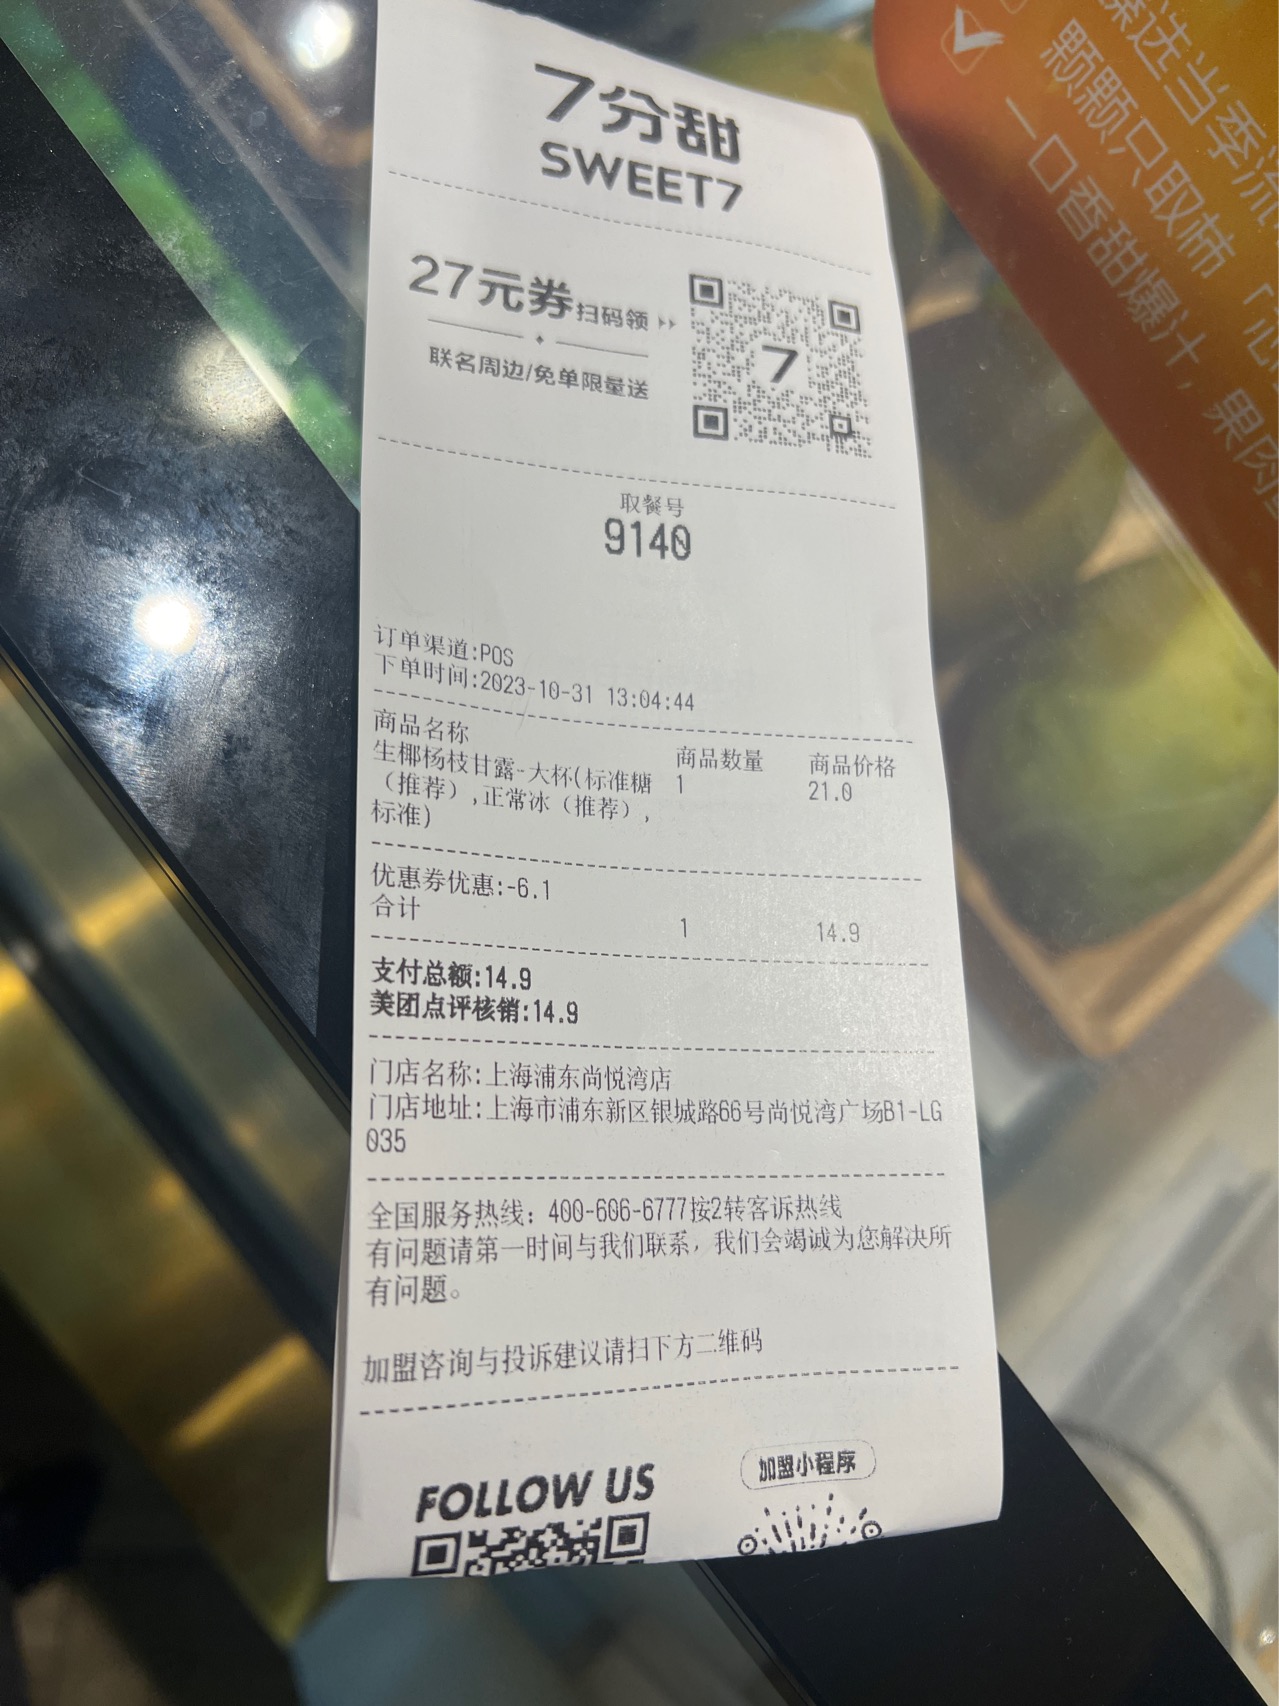 7分甜
SWEET7
27元券扫码领
联名周边/免单限量送
7
取餐号
9140
订单渠道:POS
下单时间:2023-10-31 13:04:44
商品名称 商品数量 商品价格
生椰杨枝甘露-大杯(标准糖 1 21.0
（推荐）,正常冰（推荐）,
标准)
优惠券优惠:-6.1
合计 1 14.9
支付总额:14.9
美团点评核销:14.9
门店名称:上海浦东尚悦湾店
门店地址:上海市浦东新区银城路66号尚悦湾广场B1-LG
035
全国服务热线：400-606-6777按2转客诉热线
有问题请第一时间与我们联系，我们会竭诚为您解决所
有问题。
加盟咨询与投诉建议请扫下方二维码
FOLLOW US
加盟小程序
选当季流
颗颗只取柿「心
一口香甜爆汁，果肉